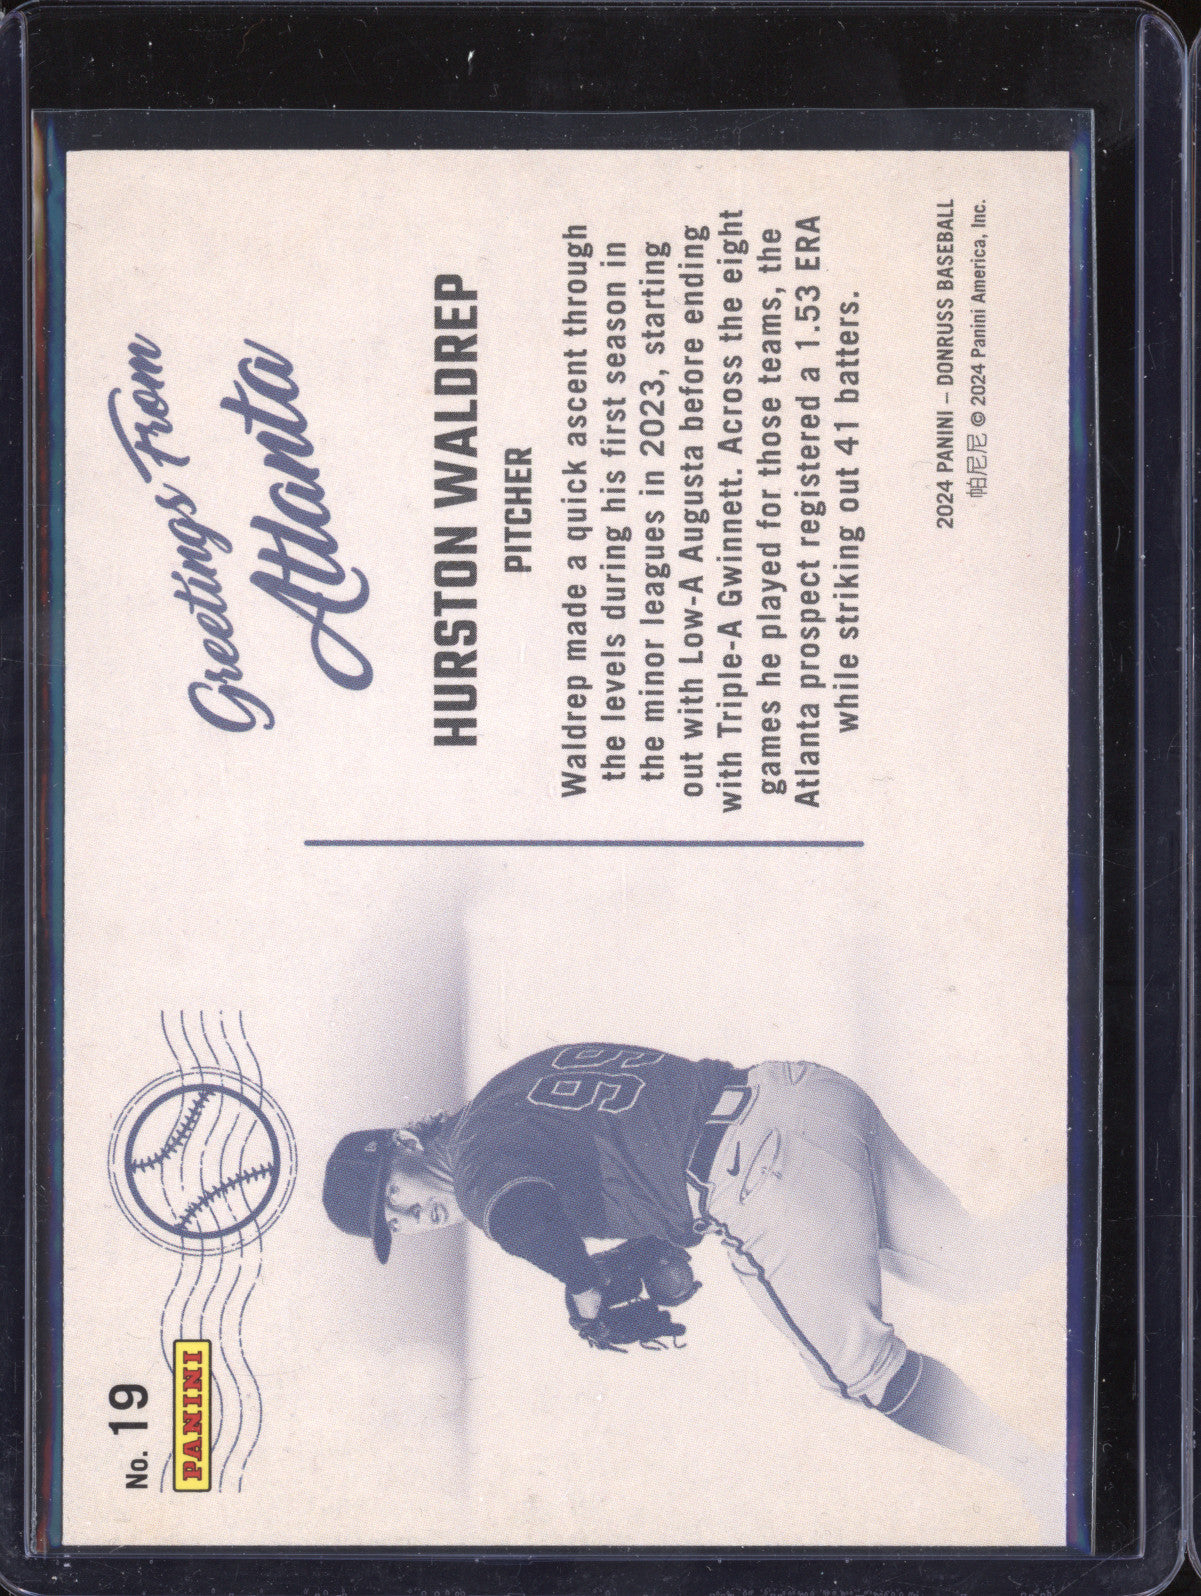 No. 19
PANINI
Greetings From
Atlanta
HURSTON WALDREP
PITCHER
Waldrep made a quick ascent through
the levels during his first season in
the minor leagues in 2023, starting
out with Low-A Augusta before ending
with Triple-A Gwinnett. Across the eight
games he played for those teams, the
Atlanta prospect registered a 1.53 ERA
while striking out 41 batters.
66
2024 PANINI – DONRUSS BASEBALL
帕尼尼 © 2024 Panini America, Inc.